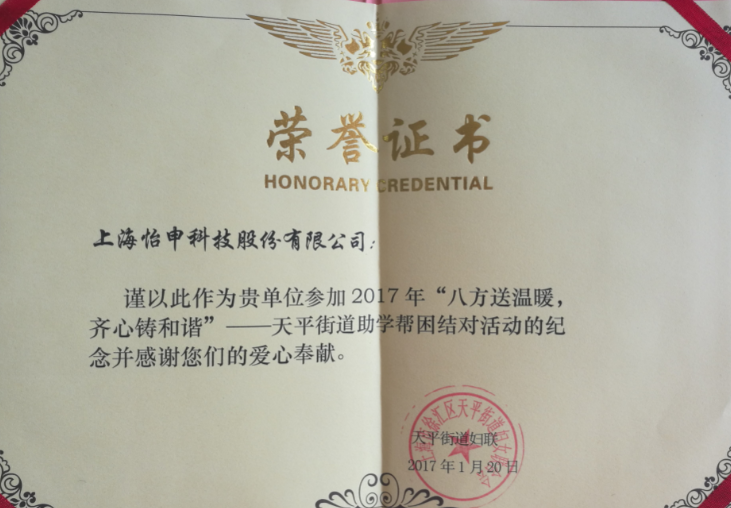 荣誉证书
HONORARY CREDENTIAL
上海怡申科技股份有限公司：
谨以此作为贵单位参加2017年“八方送温暖，
齐心铸和谐”——天平街道助学帮困结对活动的纪
念并感谢您们的爱心奉献。
天平街道妇联
2017年1月20日